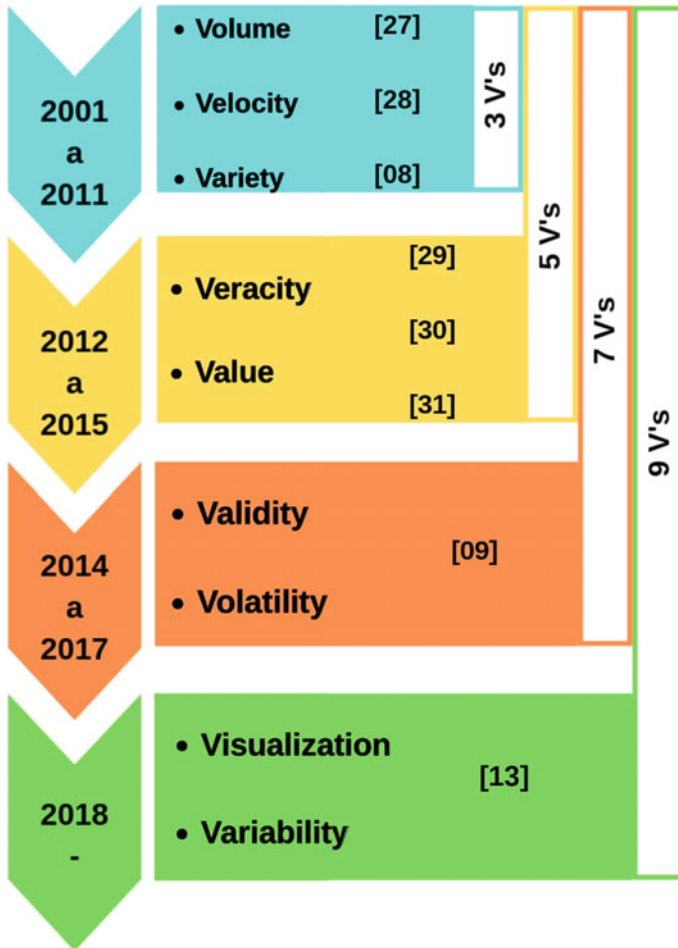 2001
a
2011
• Volume [27]
• Velocity [28]
• Variety [08]
3 V's
2012
a
2015
[29]
• Veracity
[30]
• Value
[31]
5 V's
2014
a
2017
• Validity
[09]
• Volatility
7 V's
2018
-
• Visualization
[13]
• Variability
9 V's